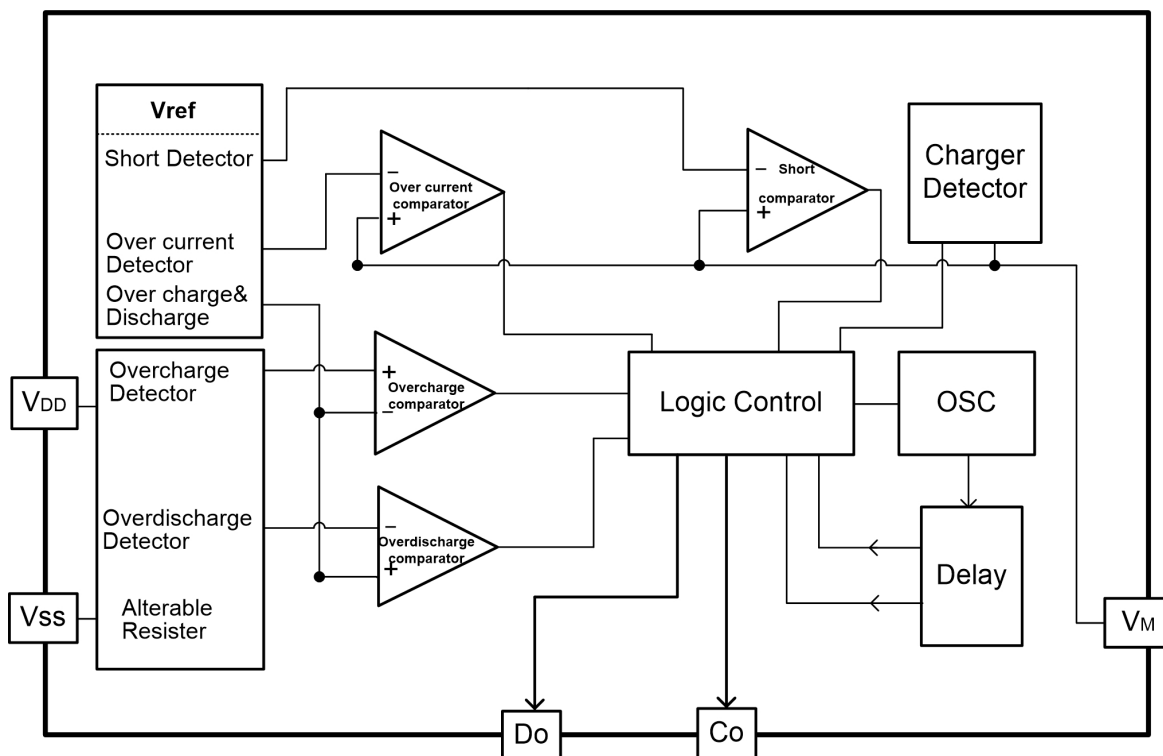 Vref
Short Detector
Over current
Detector
Over charge&
Discharge
Overcharge
Detector
Overdischarge
Detector
Alterable
Resister
VDD
Vss
−
Over current
comparator
+
− Short
comparator
+
Charger
Detector
+
Overcharge
comparator
−
−
Overdischarge
comparator
+
Logic Control
OSC
Delay
VM
Do
Co